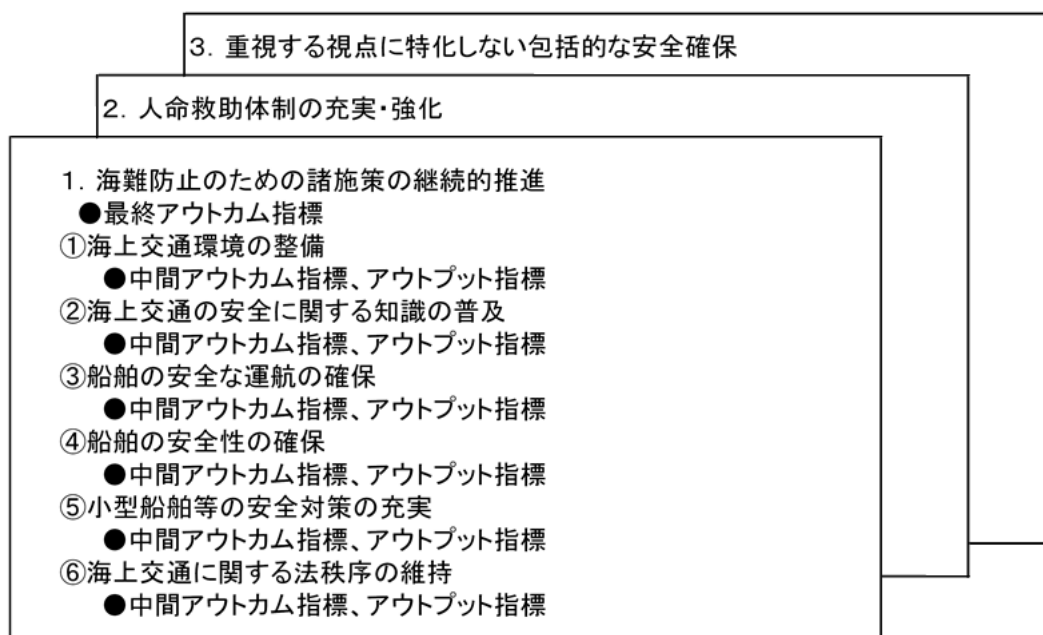 3．重視する視点に特化しない包括的な安全確保
2．人命救助体制の充実・強化
1．海難防止のための諸施策の継続的推進
●最終アウトカム指標
①海上交通環境の整備
●中間アウトカム指標、アウトプット指標
②海上交通の安全に関する知識の普及
●中間アウトカム指標、アウトプット指標
③船舶の安全な運航の確保
●中間アウトカム指標、アウトプット指標
④船舶の安全性の確保
●中間アウトカム指標、アウトプット指標
⑤小型船舶等の安全対策の充実
●中間アウトカム指標、アウトプット指標
⑥海上交通に関する法秩序の維持
●中間アウトカム指標、アウトプット指標